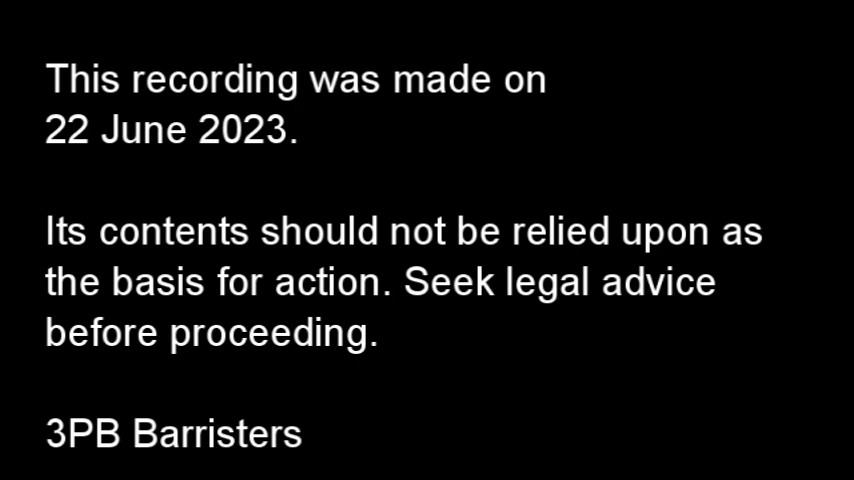 This recording was made on
22 June 2023.
Its contents should not be relied upon as
the basis for action. Seek legal advice
before proceeding.
3PB Barristers